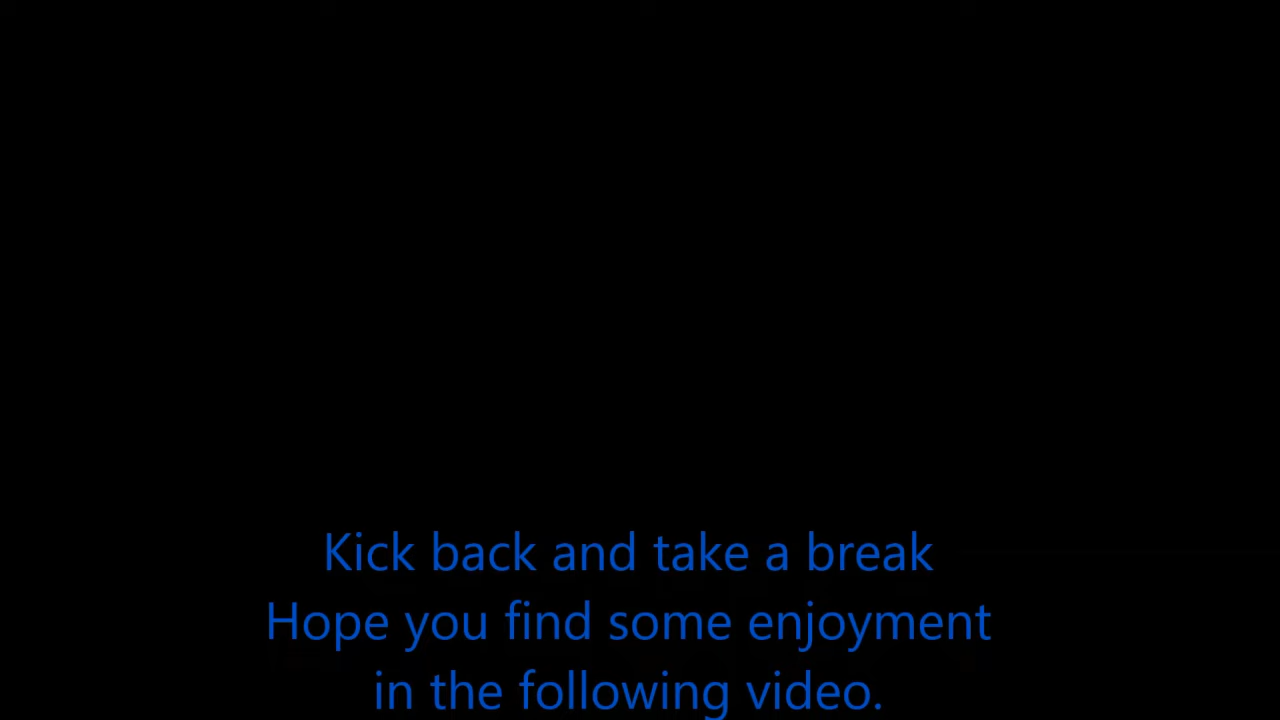 Kick back and take a break
Hope you find some enjoyment
in the following video.